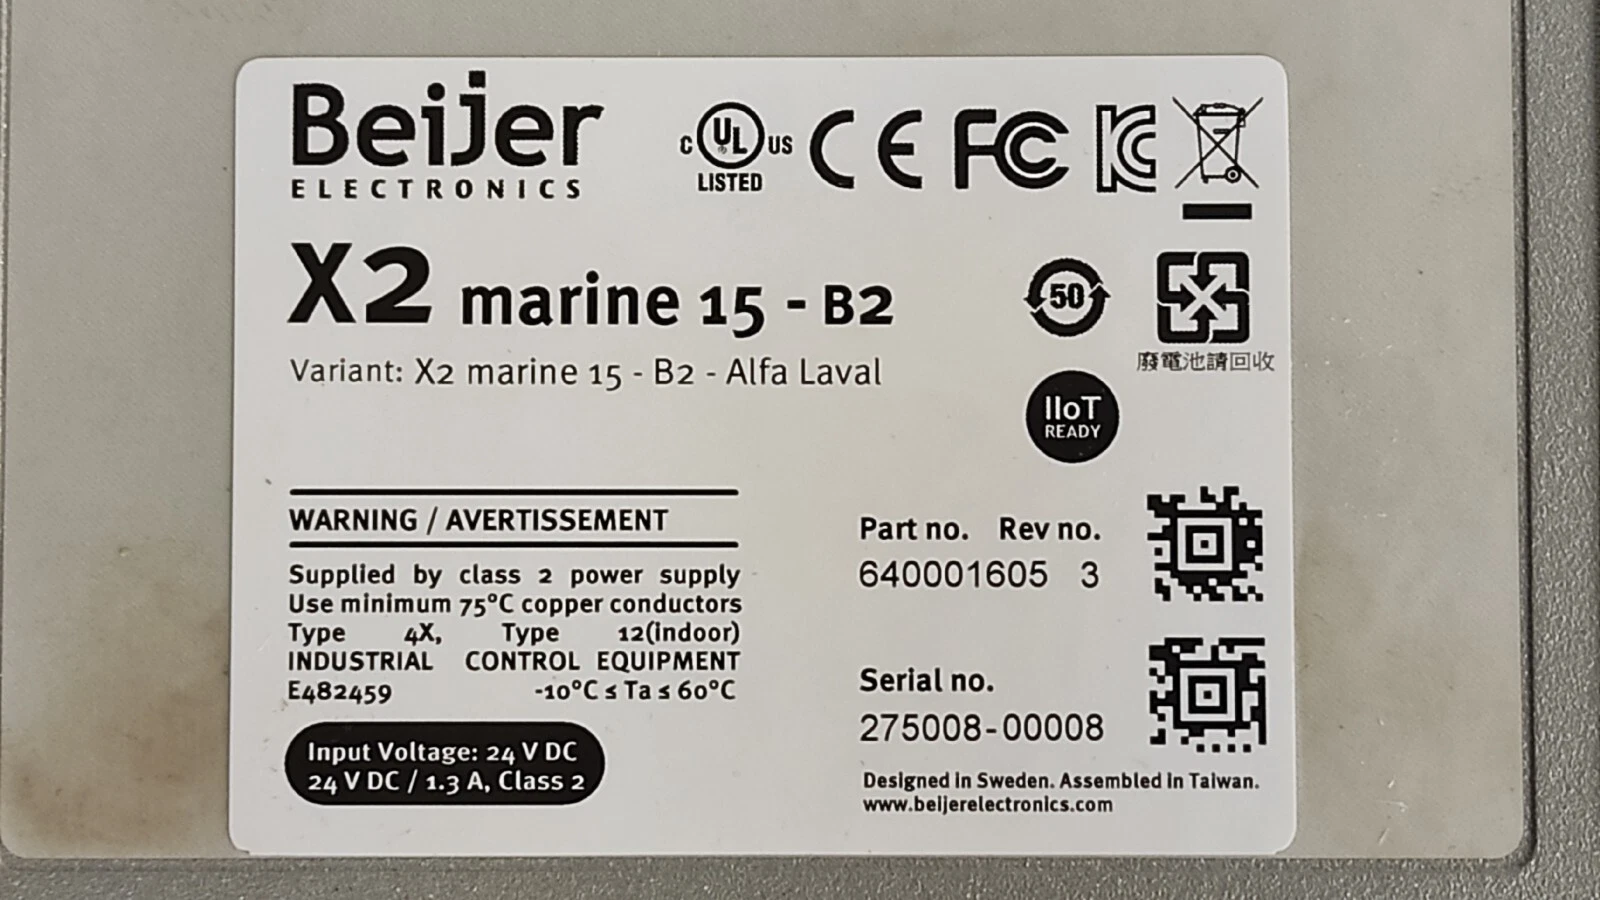 Beijer
ELECTRONICS
C UL US
LISTED
CE FC KC
X2 marine 15 - B2
Variant: X2 marine 15 - B2 - Alfa Laval
50
廢電池請回收
IIoT
READY
WARNING / AVERTISSEMENT
Supplied by class 2 power supply
Use minimum 75°C copper conductors
Type 4X, Type 12(indoor)
INDUSTRIAL CONTROL EQUIPMENT
E482459 -10°C ≤ Ta ≤ 60°C
Input Voltage: 24 V DC
24 V DC / 1.3 A, Class 2
Part no. Rev no.
640001605 3
Serial no.
275008-00008
Designed in Sweden. Assembled in Taiwan.
www.beijerelectronics.com